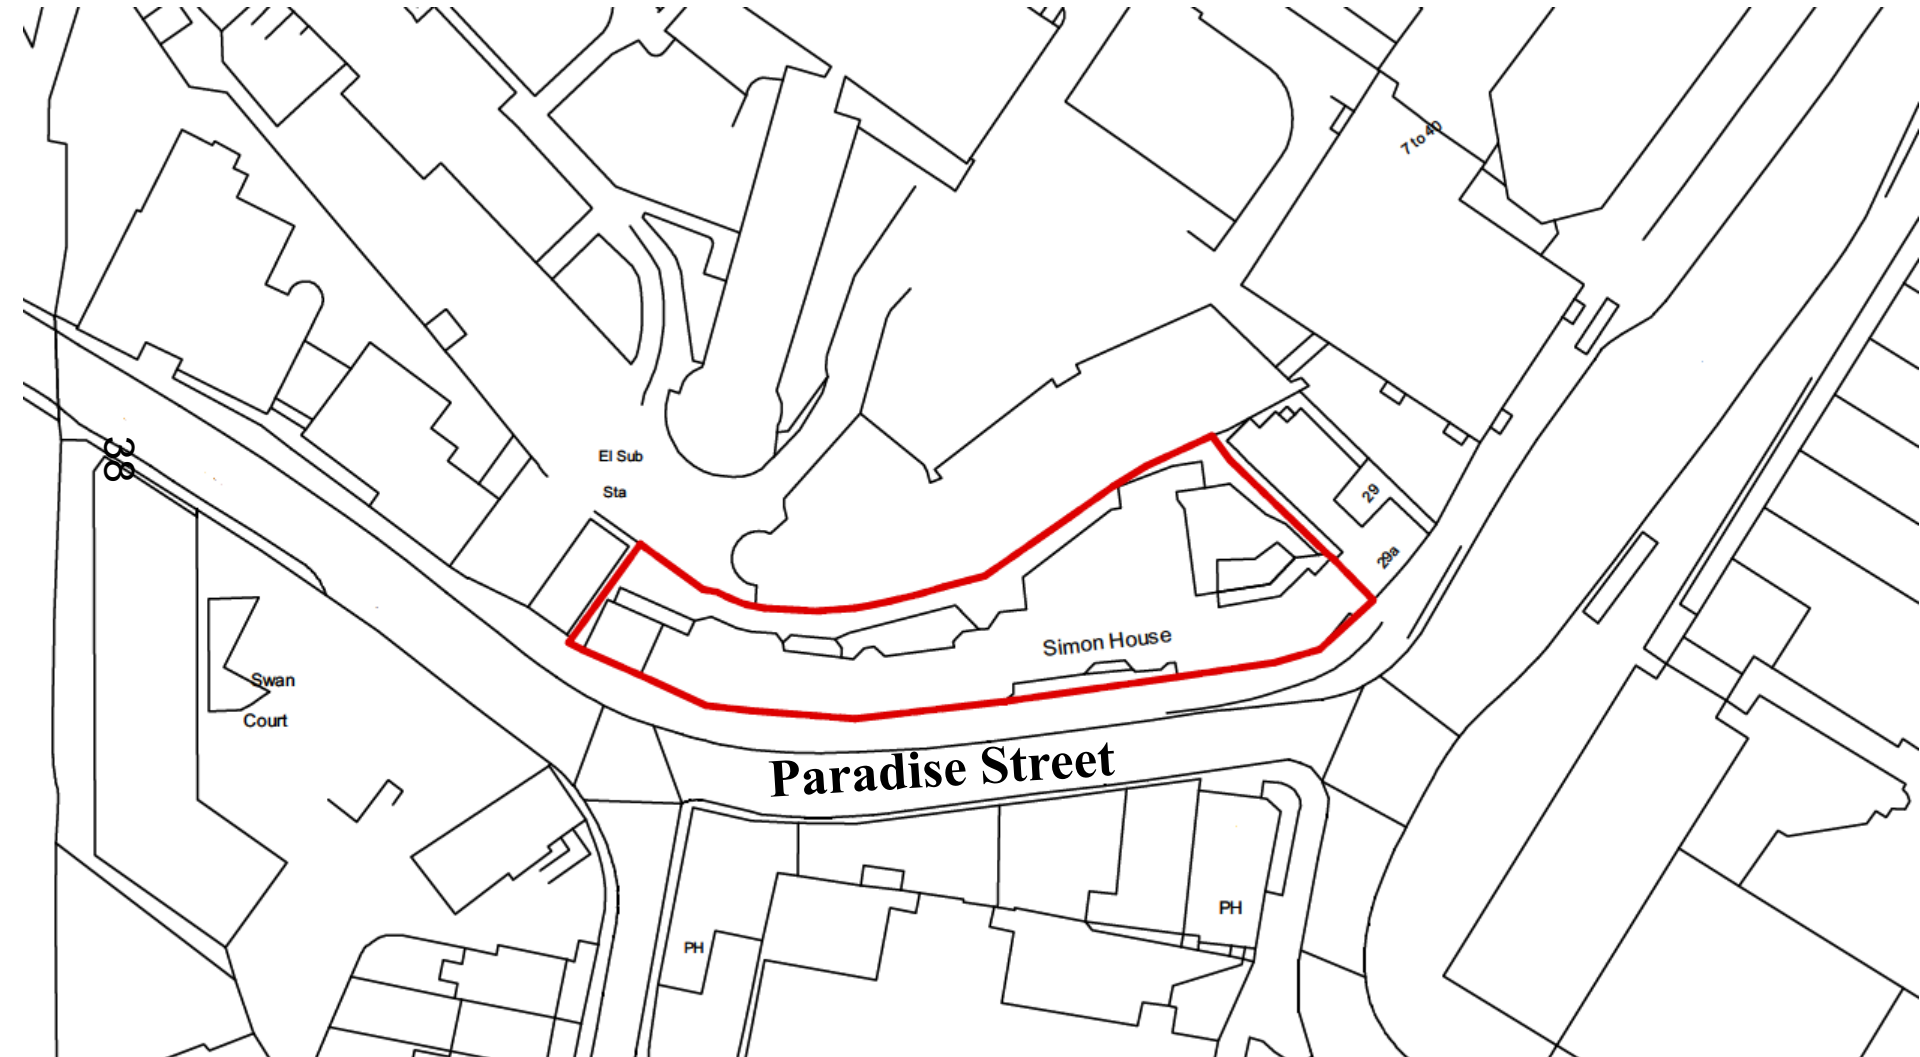 7 to 40
38
El Sub
Sta
29
29a
Simon House
Swan
Court
Paradise Street
PH
PH